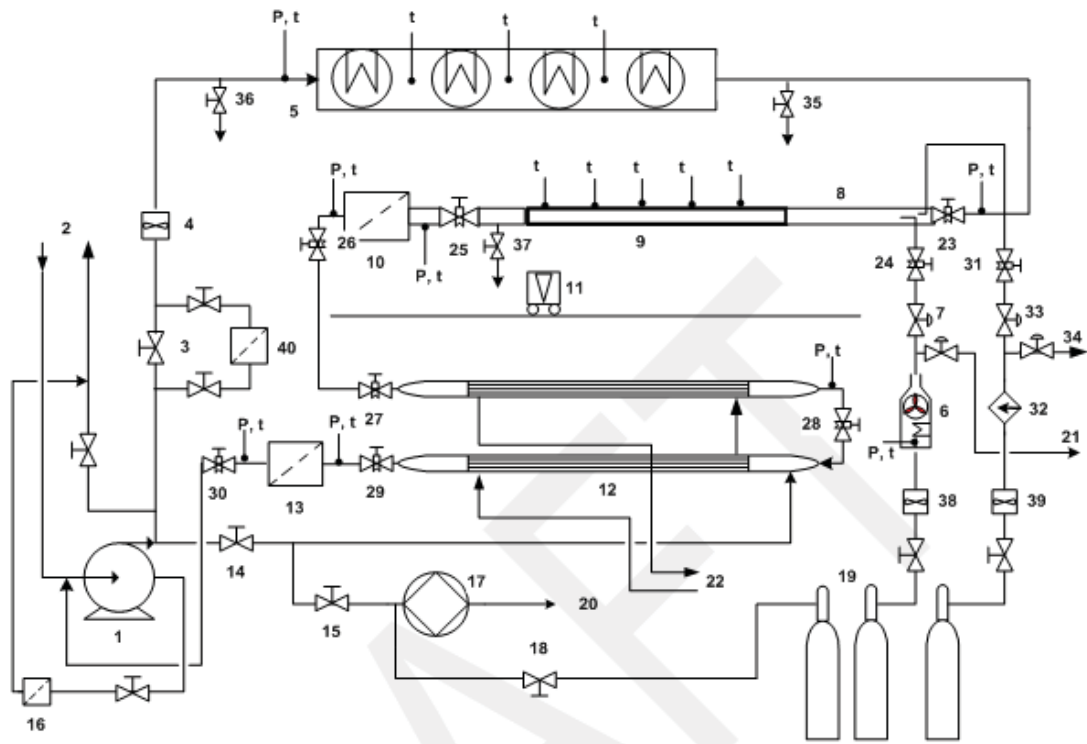 P, t t t t
36 5 35
P, t t t t t t 8 P, t
2 4
26 10 P, t 25 37 9 24 23 31
11
3 40 7 33
34
P, t
27 28 6 32
P, t P, t P, t 21
30 13 29 12 38 39
14 17 22 19
1 15 20
18
16
AFT